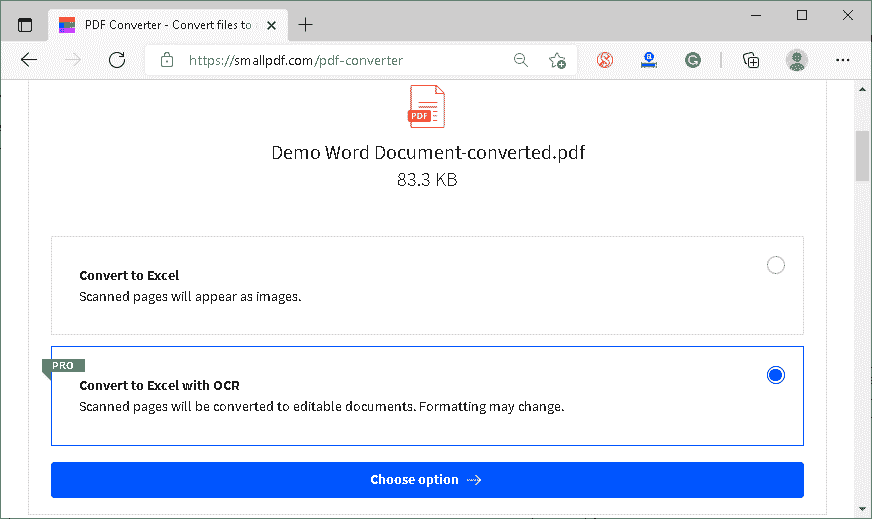 PDF Converter - Convert files to
https://smallpdf.com/pdf-converter
PDF
Demo Word Document-converted.pdf
83.3 KB
Convert to Excel
Scanned pages will appear as images.
PRO
Convert to Excel with OCR
Scanned pages will be converted to editable documents. Formatting may change.
Choose option